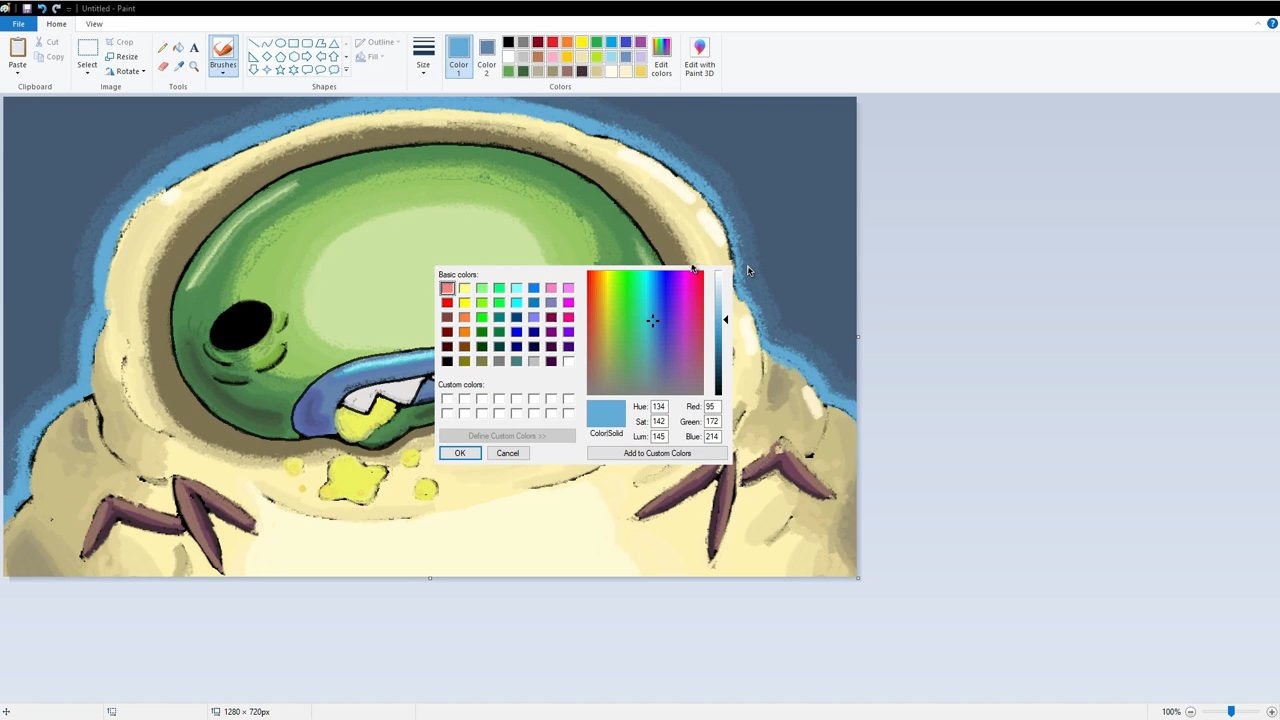 Untitled - Paint
File Home View
Paste
Cut
Copy
Clipboard
Select
Crop
Resize
Rotate
Image
A
Tools
Brushes
Shapes
Outline
Fill
Size
Color 1
Color 2
Edit colors
Edit with Paint 3D
Colors
Basic colors:
Custom colors:
Define Custom Colors >>
OK Cancel
Color|Solid
Hue: 134 Red: 95
Sat: 142 Green: 172
Lum: 145 Blue: 214
Add to Custom Colors
1280 × 720px
100%